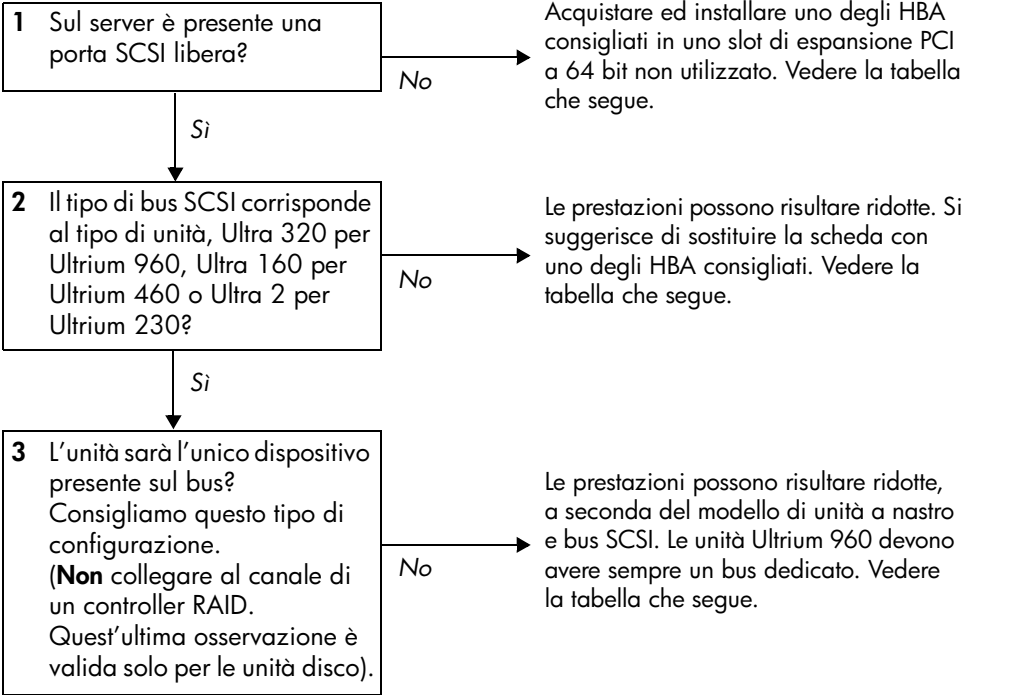 1 Sul server è presente una
porta SCSI libera?
No
Acquistare ed installare uno degli HBA
consigliati in uno slot di espansione PCI
a 64 bit non utilizzato. Vedere la tabella
che segue.
Sì
2 Il tipo di bus SCSI corrisponde
al tipo di unità, Ultra 320 per
Ultrium 960, Ultra 160 per
Ultrium 460 o Ultra 2 per
Ultrium 230?
No
Le prestazioni possono risultare ridotte. Si
suggerisce di sostituire la scheda con
uno degli HBA consigliati. Vedere la
tabella che segue.
Sì
3 L'unità sarà l'unico dispositivo
presente sul bus?
Consigliamo questo tipo di
configurazione.
(Non collegare al canale di
un controller RAID.
Quest'ultima osservazione è
valida solo per le unità disco).
No
Le prestazioni possono risultare ridotte,
a seconda del modello di unità a nastro
e bus SCSI. Le unità Ultrium 960 devono
avere sempre un bus dedicato. Vedere
la tabella che segue.